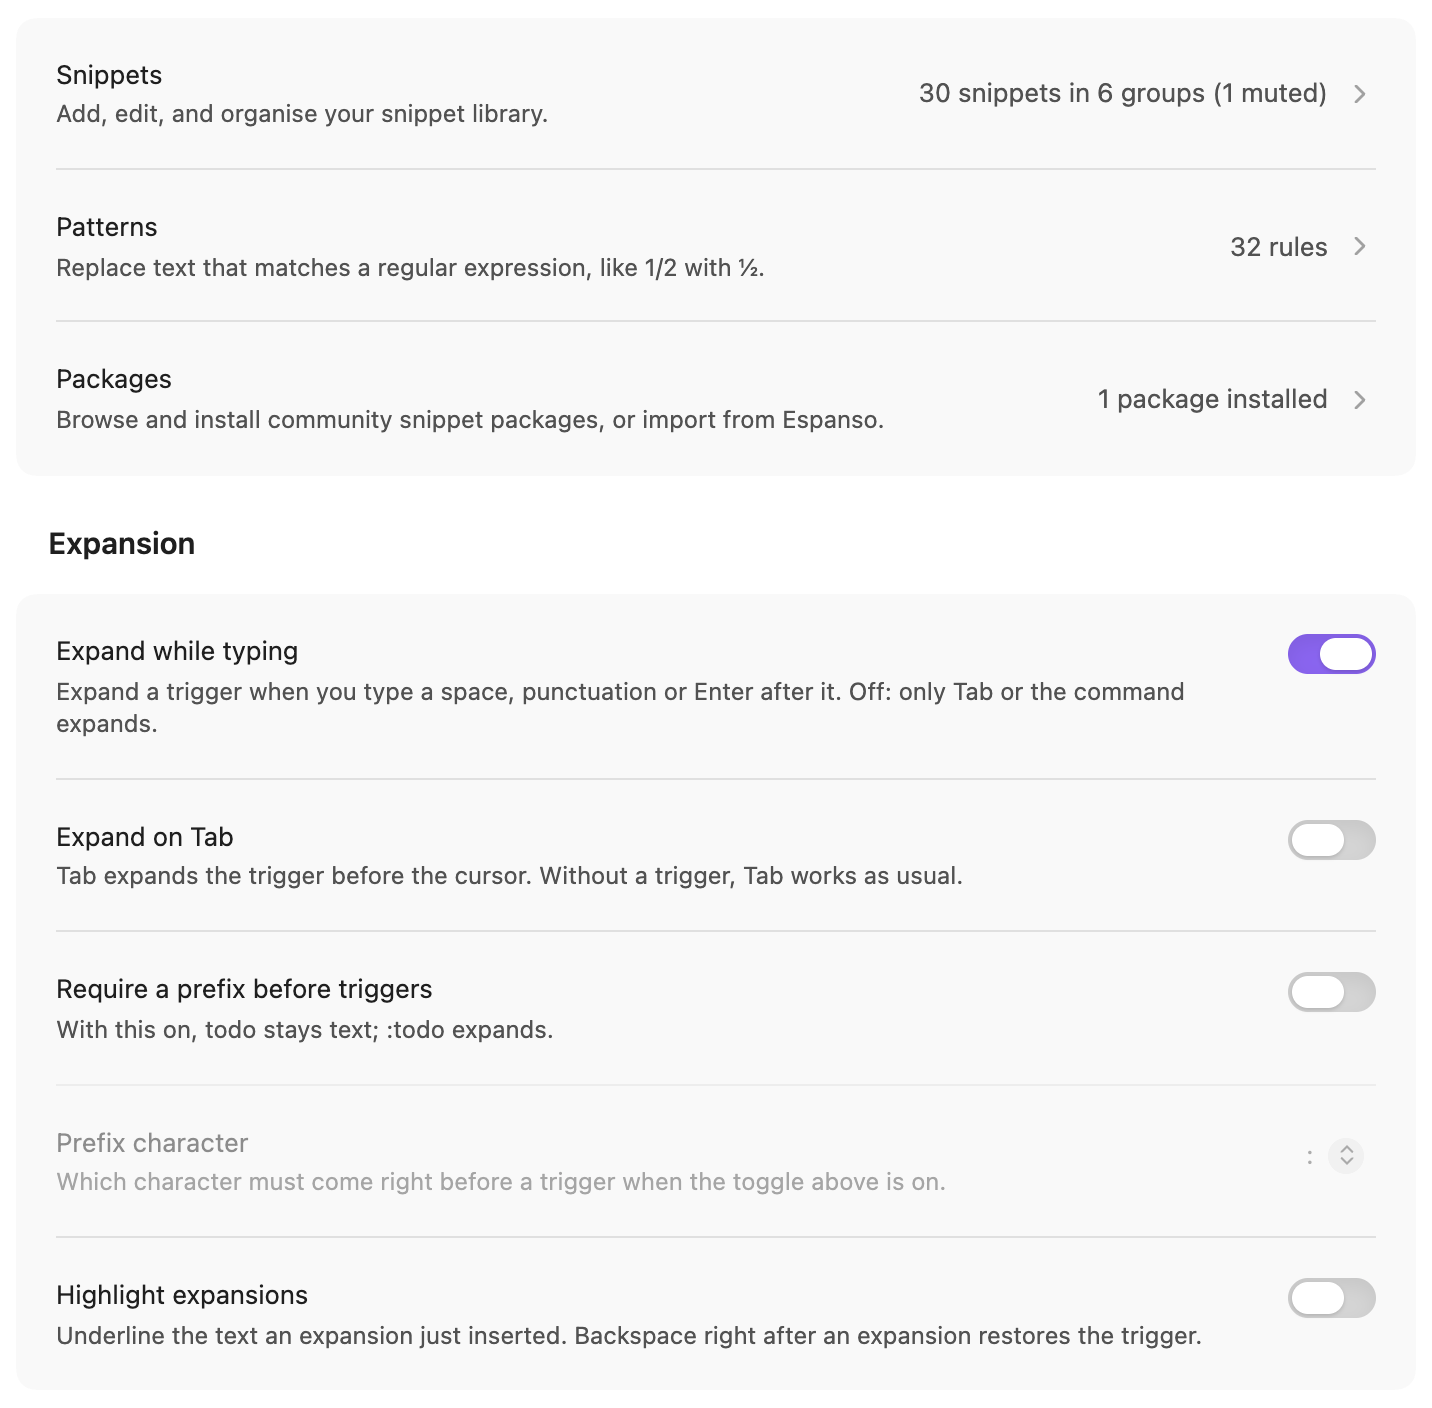 Snippets
Add, edit, and organise your snippet library.
30 snippets in 6 groups (1 muted)
Patterns
Replace text that matches a regular expression, like 1/2 with ½.
32 rules
Packages
Browse and install community snippet packages, or import from Espanso.
1 package installed
Expansion
Expand while typing
Expand a trigger when you type a space, punctuation or Enter after it. Off: only Tab or the command
expands.
Expand on Tab
Tab expands the trigger before the cursor. Without a trigger, Tab works as usual.
Require a prefix before triggers
With this on, todo stays text; :todo expands.
Prefix character
Which character must come right before a trigger when the toggle above is on.
:
Highlight expansions
Underline the text an expansion just inserted. Backspace right after an expansion restores the trigger.